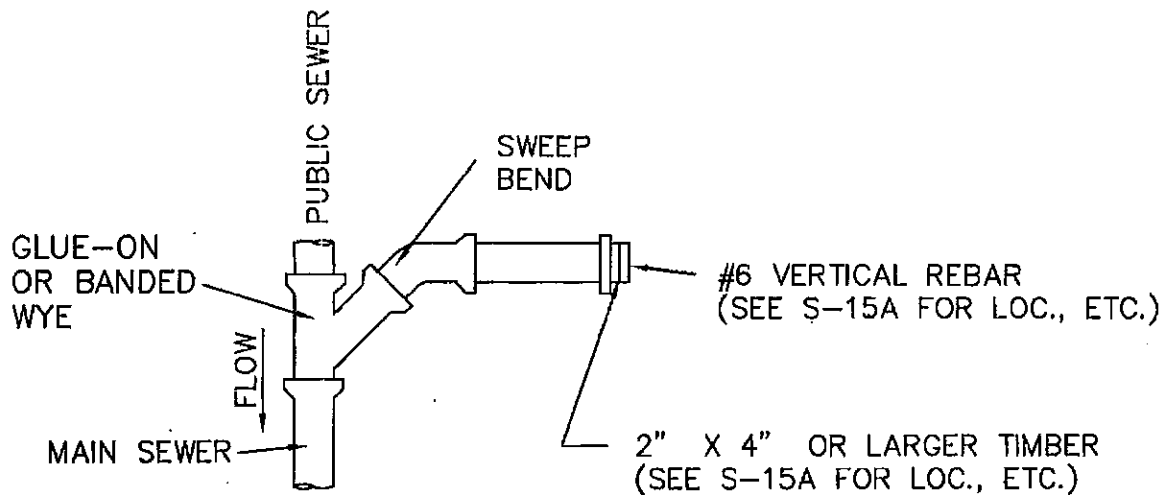 PUBLIC SEWER
SWEEP
BEND
GLUE-ON
OR BANDED
WYE
#6 VERTICAL REBAR
(SEE S-15A FOR LOC., ETC.)
FLOW
MAIN SEWER
2" X 4" OR LARGER TIMBER
(SEE S-15A FOR LOC., ETC.)